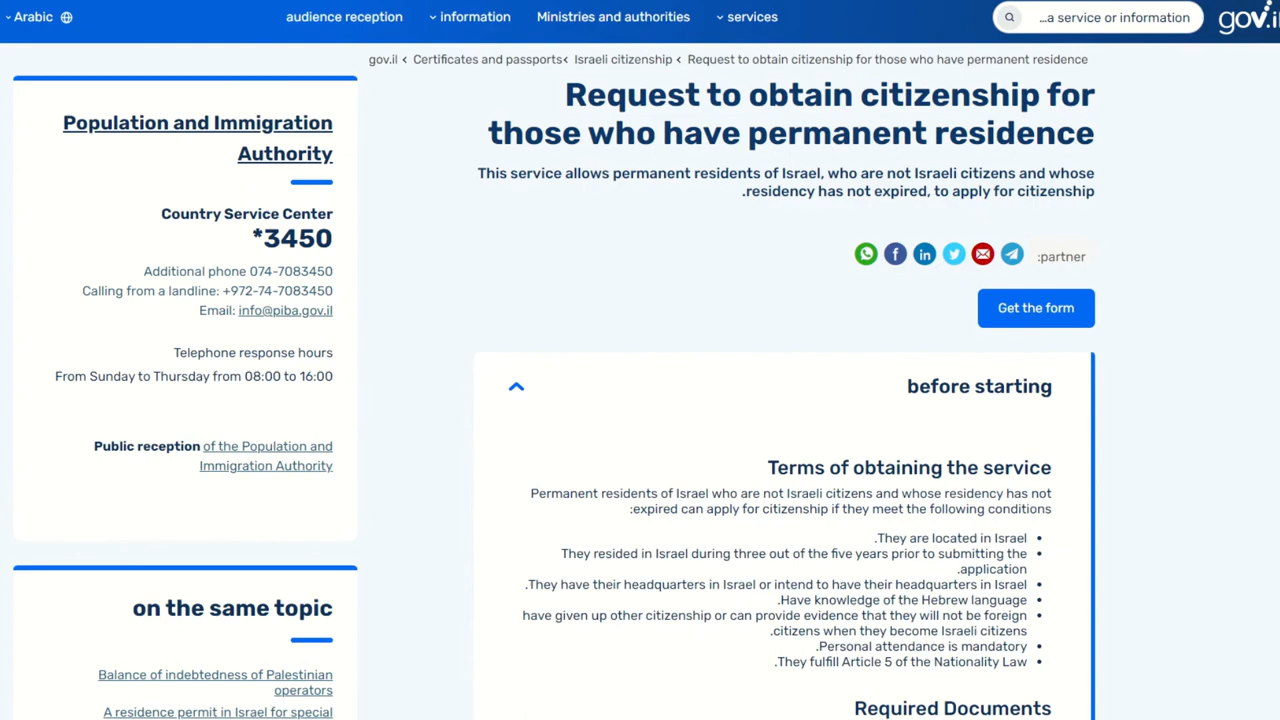 Arabic
audience reception
information
Ministries and authorities
services
...a service or information
gov.il
gov.il ‹ Certificates and passports‹ Israeli citizenship ‹ Request to obtain citizenship for those who have permanent residence
Request to obtain citizenship for
those who have permanent residence
This service allows permanent residents of Israel, who are not Israeli citizens and whose
.residency has not expired, to apply for citizenship
:partner
Get the form
before starting
Terms of obtaining the service
Permanent residents of Israel who are not Israeli citizens and whose residency has not
:expired can apply for citizenship if they meet the following conditions
.They are located in Israel •
They resided in Israel during three out of the five years prior to submitting the •
.application
.They have their headquarters in Israel or intend to have their headquarters in Israel •
.Have knowledge of the Hebrew language •
have given up other citizenship or can provide evidence that they will not be foreign •
.citizens when they become Israeli citizens
.Personal attendance is mandatory •
.They fulfill Article 5 of the Nationality Law •
Required Documents
Population and Immigration
Authority
Country Service Center
*3450
Additional phone 074-7083450
Calling from a landline: +972-74-7083450
Email: info@piba.gov.il
Telephone response hours
From Sunday to Thursday from 08:00 to 16:00
Public reception of the Population and
Immigration Authority
on the same topic
Balance of indebtedness of Palestinian
operators
A residence permit in Israel for special